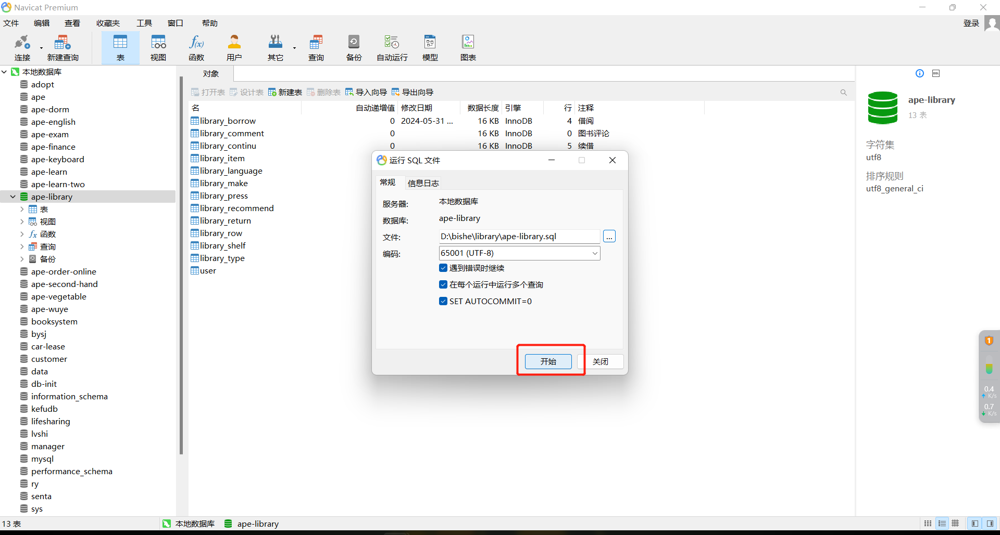 Navicat Premium
文件 编辑 查看 收藏夹 工具 窗口 帮助 登录
连接 新建查询 表 视图 函数 用户 其它 查询 备份 自动运行 模型 图表
本地数据库
adopt
ape
ape-dorm
ape-english
ape-exam
ape-finance
ape-keyboard
ape-learn
ape-learn-two
ape-library
表
视图
函数
查询
备份
ape-order-online
ape-second-hand
ape-vegetable
ape-wuye
booksystem
bysj
car-lease
customer
data
db-init
information_schema
kefudb
lifesharing
lvshi
manager
mysql
performance_schema
ry
senta
sys
对象
打开表 设计表 新建表 删除表 导入向导 导出向导
名 自动递增值 修改日期 数据长度 引擎 行 注释
library_borrow 0 2024-05-31 ... 16 KB InnoDB 4 借阅
library_comment 0 16 KB InnoDB 0 图书评论
library_continu 0 16 KB InnoDB 5 续借
library_item
library_language
library_make
library_press
library_recommend
library_return
library_row
library_shelf
library_type
user
运行 SQL 文件
常规 信息日志
服务器: 本地数据库
数据库: ape-library
文件: D:\bishe\library\ape-library.sql ...
编码: 65001 (UTF-8)
遇到错误时继续
在每个运行中运行多个查询
SET AUTOCOMMIT=0
开始 关闭
DDL
ape-library
13 表
字符集
utf8
排序规则
utf8_general_ci
1
0.4
K/s
0.7
K/s
13 表 本地数据库 ape-library